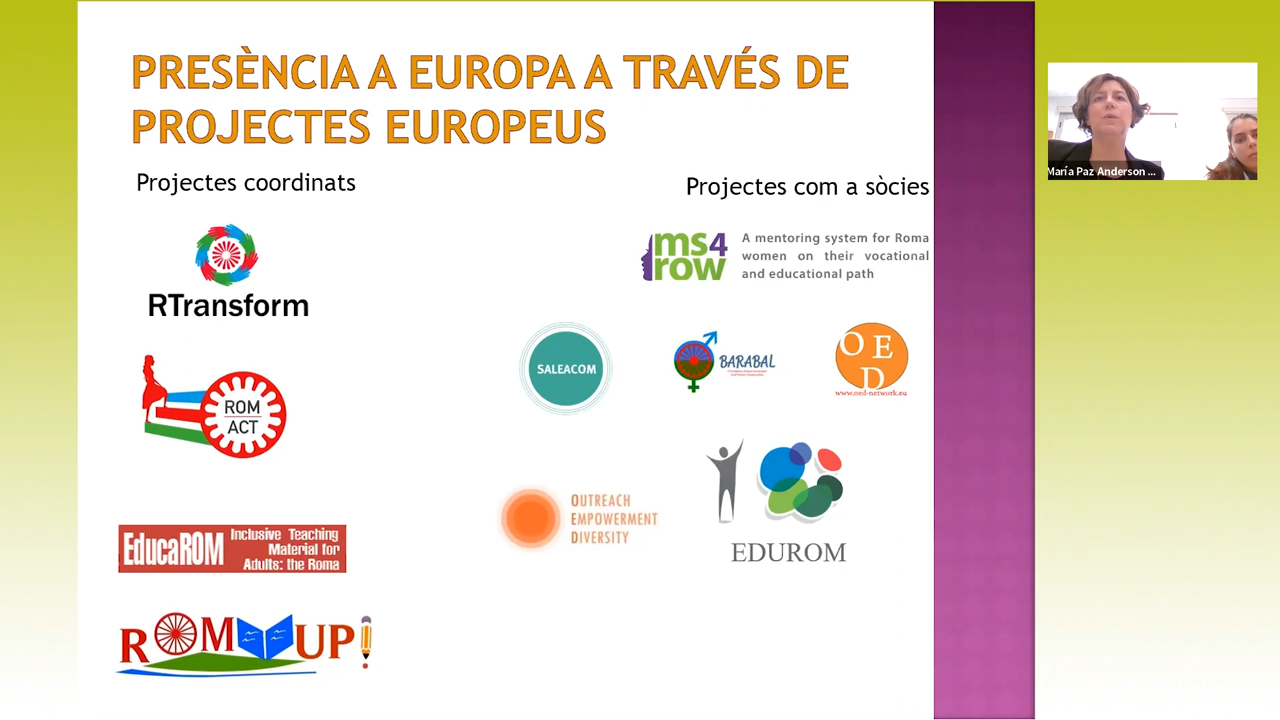 PRESÈNCIA A EUROPA A TRAVÉS DE
PROJECTES EUROPEUS
Projectes coordinats
Projectes com a sòcies
RTransform
ROM
ACT
EducaROM
Inclusive Teaching
Material for
Adults: the Roma
ROM UP!
ms4
row
A mentoring system for Roma
women on their vocational
and educational path
SALEACOM
BARABAL
O E
D
www.oed-network.eu
OUTREACH
EMPOWERMENT
DIVERSITY
EDUROM
María Paz Anderson ...